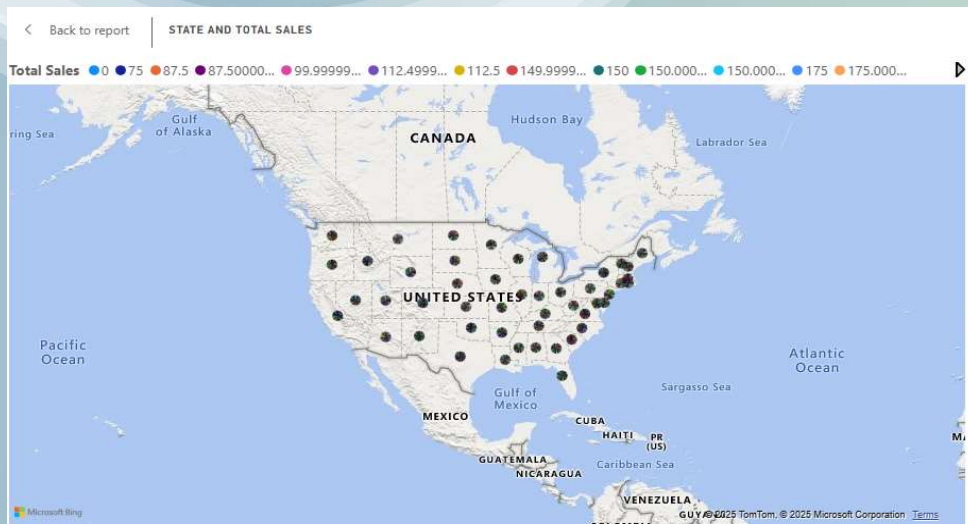 Back to report
STATE AND TOTAL SALES
Total Sales 0 75 87.5 87.50000... 99.99999... 112.4999... 112.5 149.9999... 150 150.000... 150.000... 175 175.000...
Gulf
of Alaska
ring Sea
CANADA
Hudson Bay
Labrador Sea
UNITED STATES
Pacific
Ocean
Atlantic
Ocean
Sargasso Sea
Gulf of
Mexico
MEXICO
CUBA
HAITI
PR
(US)
GUATEMALA
Caribbean Sea
NICARAGUA
VENEZUELA
Microsoft Bing
© 2025 TomTom, © 2025 Microsoft Corporation Terms